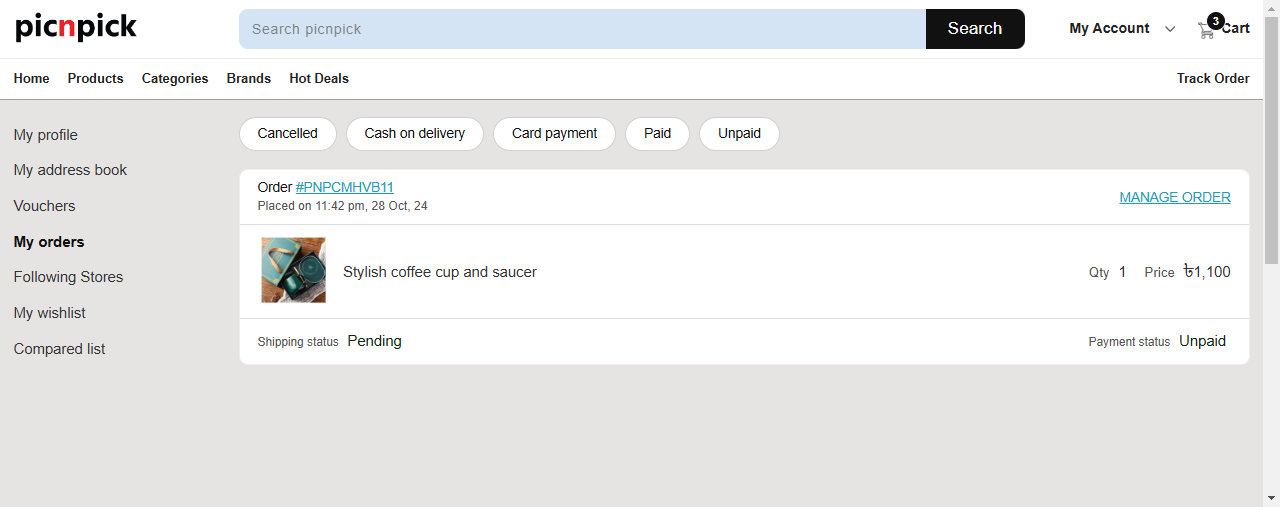 picnpick
Search picnpick
Search
My Account
3
Cart
Home
Products
Categories
Brands
Hot Deals
Track Order
My profile
My address book
Vouchers
My orders
Following Stores
My wishlist
Compared list
Cancelled
Cash on delivery
Card payment
Paid
Unpaid
Order #PNPCMHVB11
Placed on 11:42 pm, 28 Oct, 24
MANAGE ORDER
Stylish coffee cup and saucer
Qty 1 Price ৳1,100
Shipping status Pending
Payment status Unpaid